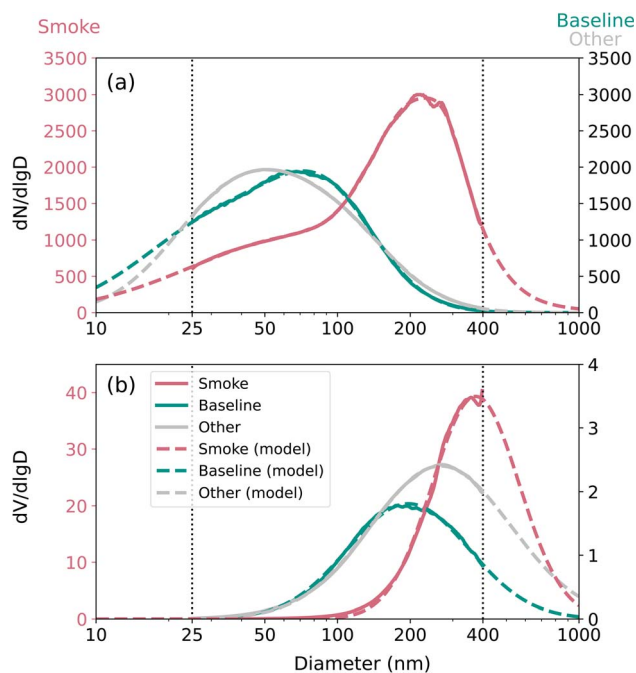 Smoke
Baseline
Other
(a)
dN/dlgD
3500
3000
2500
2000
1500
1000
500
0
3500
3000
2500
2000
1500
1000
500
0
10 25 50 100 200 400 1000
(b)
Smoke
Baseline
Other
Smoke (model)
Baseline (model)
Other (model)
dV/dlgD
40
30
20
10
0
4
3
2
1
0
10 25 50 100 200 400 1000
Diameter (nm)